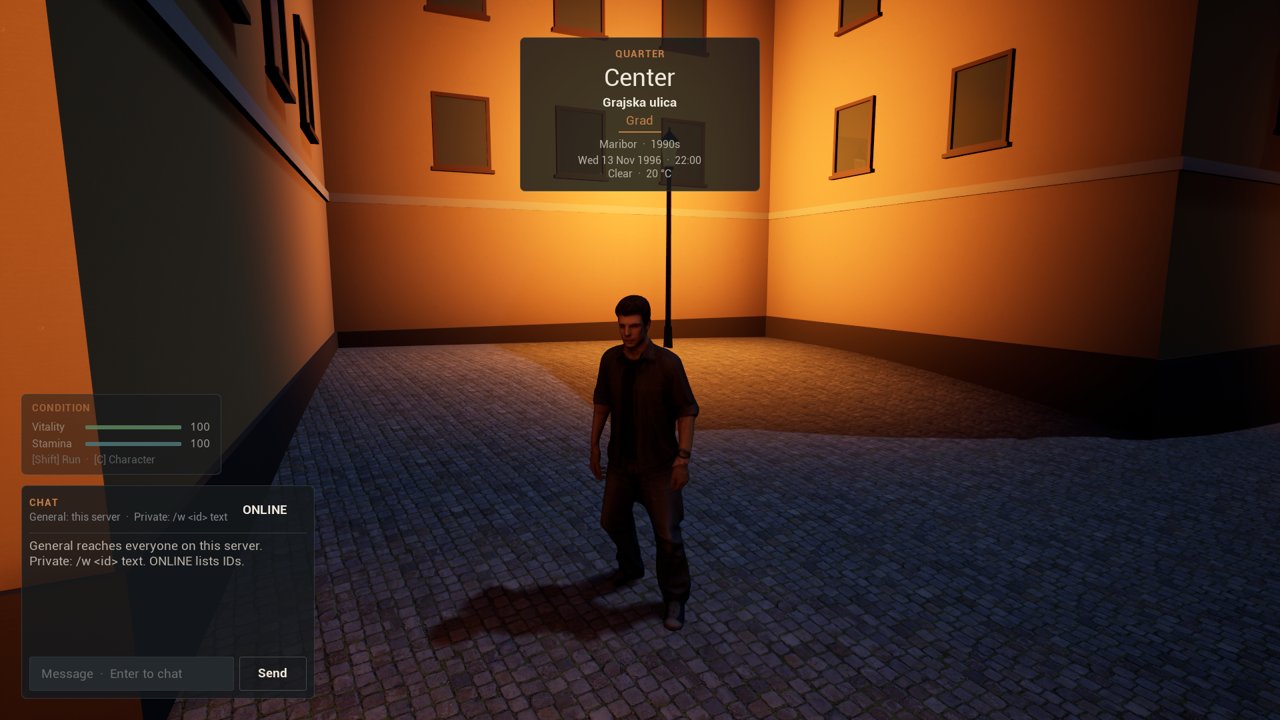 QUARTER
Center
Grajska ulica
Grad
Maribor · 1990s
Wed 13 Nov 1996 · 22:00
Clear · 20 °C
CONDITION
Vitality 100
Stamina 100
[Shift] Run · [C] Character
CHAT
General: this server · Private: /w <id> text
ONLINE
General reaches everyone on this server.
Private: /w <id> text. ONLINE lists IDs.
Message · Enter to chat
Send